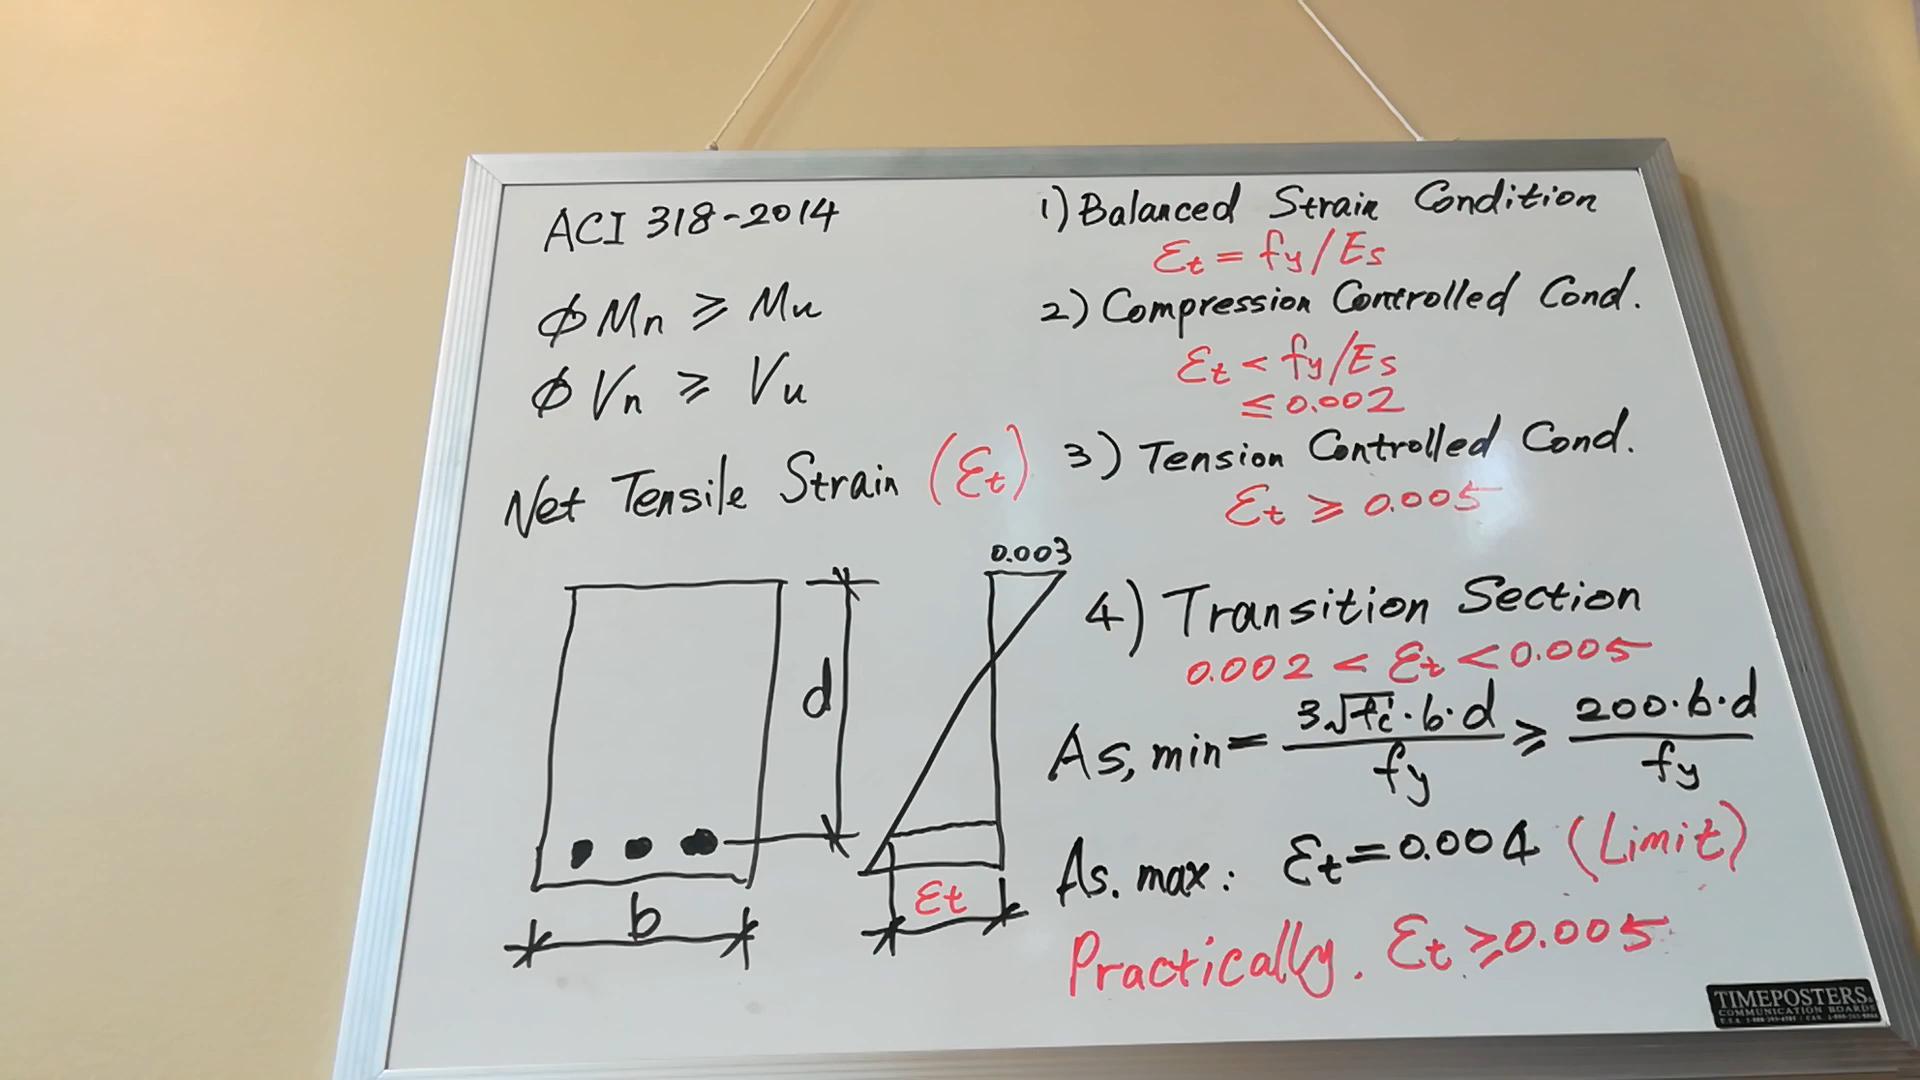 ACI 318-2014
ϕMn ≥ Mu
ϕVn ≥ Vu
Net Tensile Strain (εt)
d
b
0.003
εt
1) Balanced Strain Condition
εt = fy/Es
2) Compression Controlled Cond.
εt < fy/Es
≤ 0.002
3) Tension Controlled Cond.
εt ≥ 0.005
4) Transition Section
0.002 < εt < 0.005
As,min = 3√fc'·b·d / fy ≥ 200·b·d / fy
As.max: εt = 0.004 (Limit)
Practically. εt ≥ 0.005
TIMEPOSTERS
COMMUNICATION BOARDS